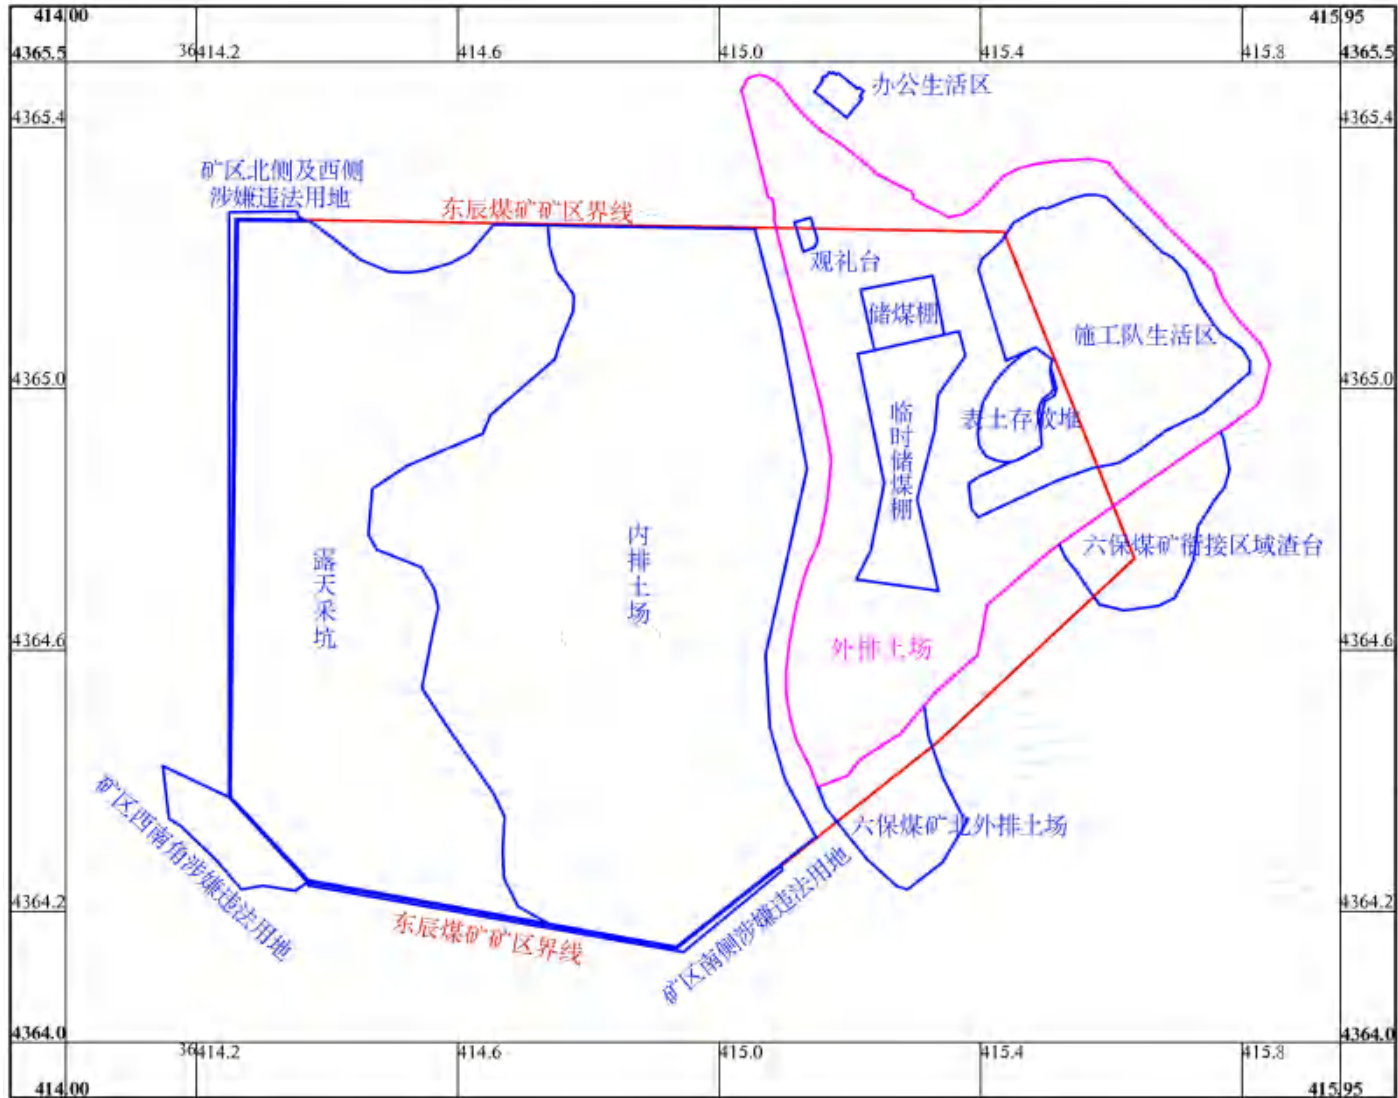 414.00
415.95
4365.5
36414.2
414.6
415.0
415.4
415.8
4365.5
办公生活区
4365.4
4365.4
矿区北侧及西侧
涉嫌违法用地
东辰煤矿矿区界线
观礼台
储煤棚
施工队生活区
4365.0
4365.0
临时储煤棚
表土存放堆
露天采坑
内排土场
六保煤矿衔接区域渣台
4364.6
4364.6
外排土场
矿区西南角涉嫌违法用地
六保煤矿北外排土场
矿区南侧涉嫌违法用地
4364.2
4364.2
东辰煤矿矿区界线
4364.0
4364.0
36414.2
414.6
415.0
415.4
415.8
414.00
415.95